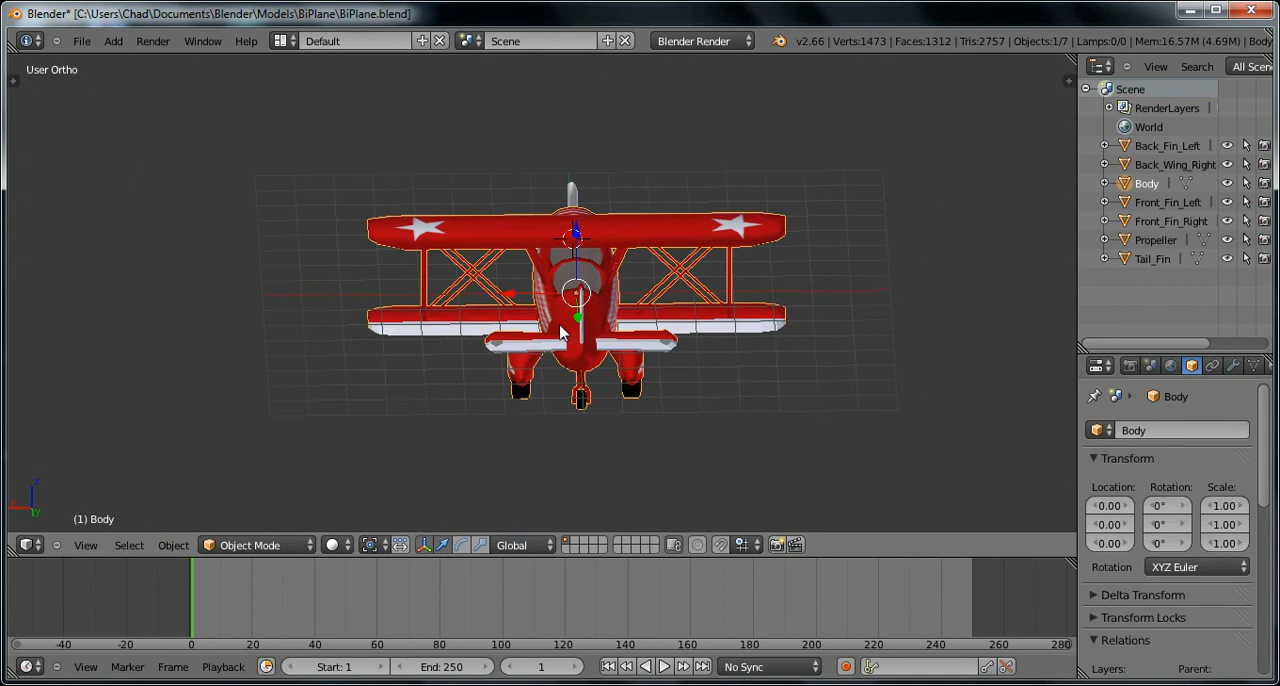 Blender* [C:\Users\Chad\Documents\Blender\Models\BiPlane\BiPlane.blend]
File Add Render Window Help Default Scene Blender Render v2.66 | Verts:1473 | Faces:1312 | Tris:2757 | Objects:1/7 | Lamps:0/0 | Mem:16.57M (4.69M) | Body
User Ortho
View Search All Scen
Scene
RenderLayers
World
Back_Fin_Left
Back_Wing_Right
Body
Front_Fin_Left
Front_Fin_Right
Propeller
Tail_Fin
Body
Body
Transform
Location: Rotation: Scale:
0.00 0° 1.00
0.00 0° 1.00
0.00 0° 1.00
Rotation XYZ Euler
Delta Transform
Transform Locks
Relations
Layers: Parent:
z
x
y
(1) Body
View Select Object Object Mode Global
-40 -20 0 20 40 60 80 100 120 140 160 180 200 220 240 260 280
View Marker Frame Playback Start: 1 End: 250 1 No Sync